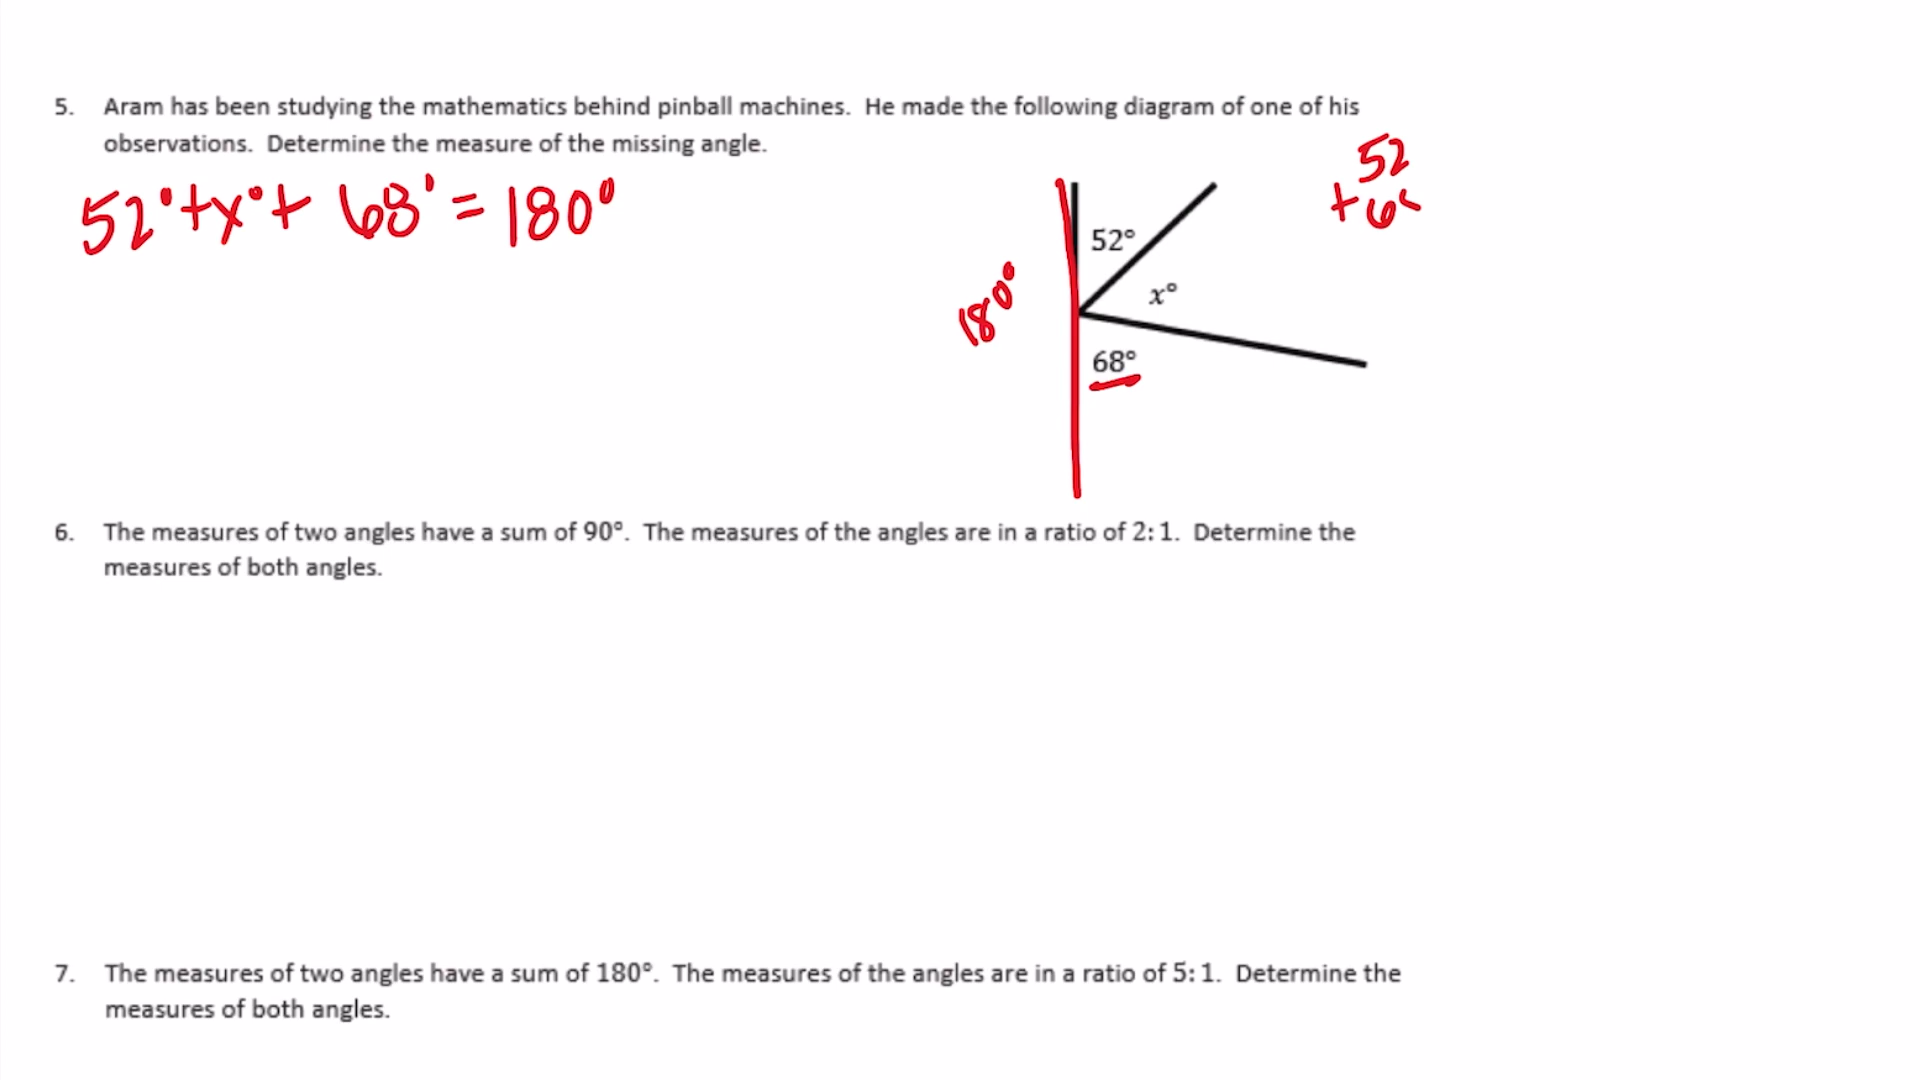 5. Aram has been studying the mathematics behind pinball machines. He made the following diagram of one of his
observations. Determine the measure of the missing angle.
52°+x°+ 68° = 180°
52
+6
52°
x°
180°
68°
6. The measures of two angles have a sum of 90°. The measures of the angles are in a ratio of 2: 1. Determine the
measures of both angles.
7. The measures of two angles have a sum of 180°. The measures of the angles are in a ratio of 5: 1. Determine the
measures of both angles.